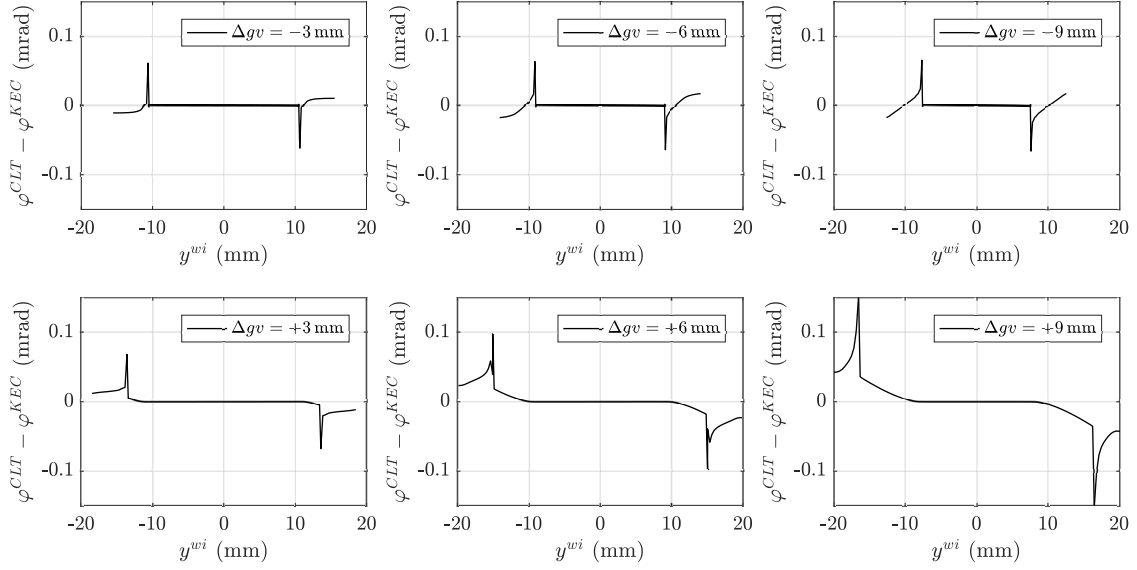 φ^CLT − φ^KEC (mrad)
0.1
0
-0.1
Δgv = −3 mm
-20 -10 0 10 20
y^wi (mm)
φ^CLT − φ^KEC (mrad)
0.1
0
-0.1
Δgv = −6 mm
-20 -10 0 10 20
y^wi (mm)
φ^CLT − φ^KEC (mrad)
0.1
0
-0.1
Δgv = −9 mm
-20 -10 0 10 20
y^wi (mm)
φ^CLT − φ^KEC (mrad)
0.1
0
-0.1
Δgv = +3 mm
-20 -10 0 10 20
y^wi (mm)
φ^CLT − φ^KEC (mrad)
0.1
0
-0.1
Δgv = +6 mm
-20 -10 0 10 20
y^wi (mm)
φ^CLT − φ^KEC (mrad)
0.1
0
-0.1
Δgv = +9 mm
-20 -10 0 10 20
y^wi (mm)